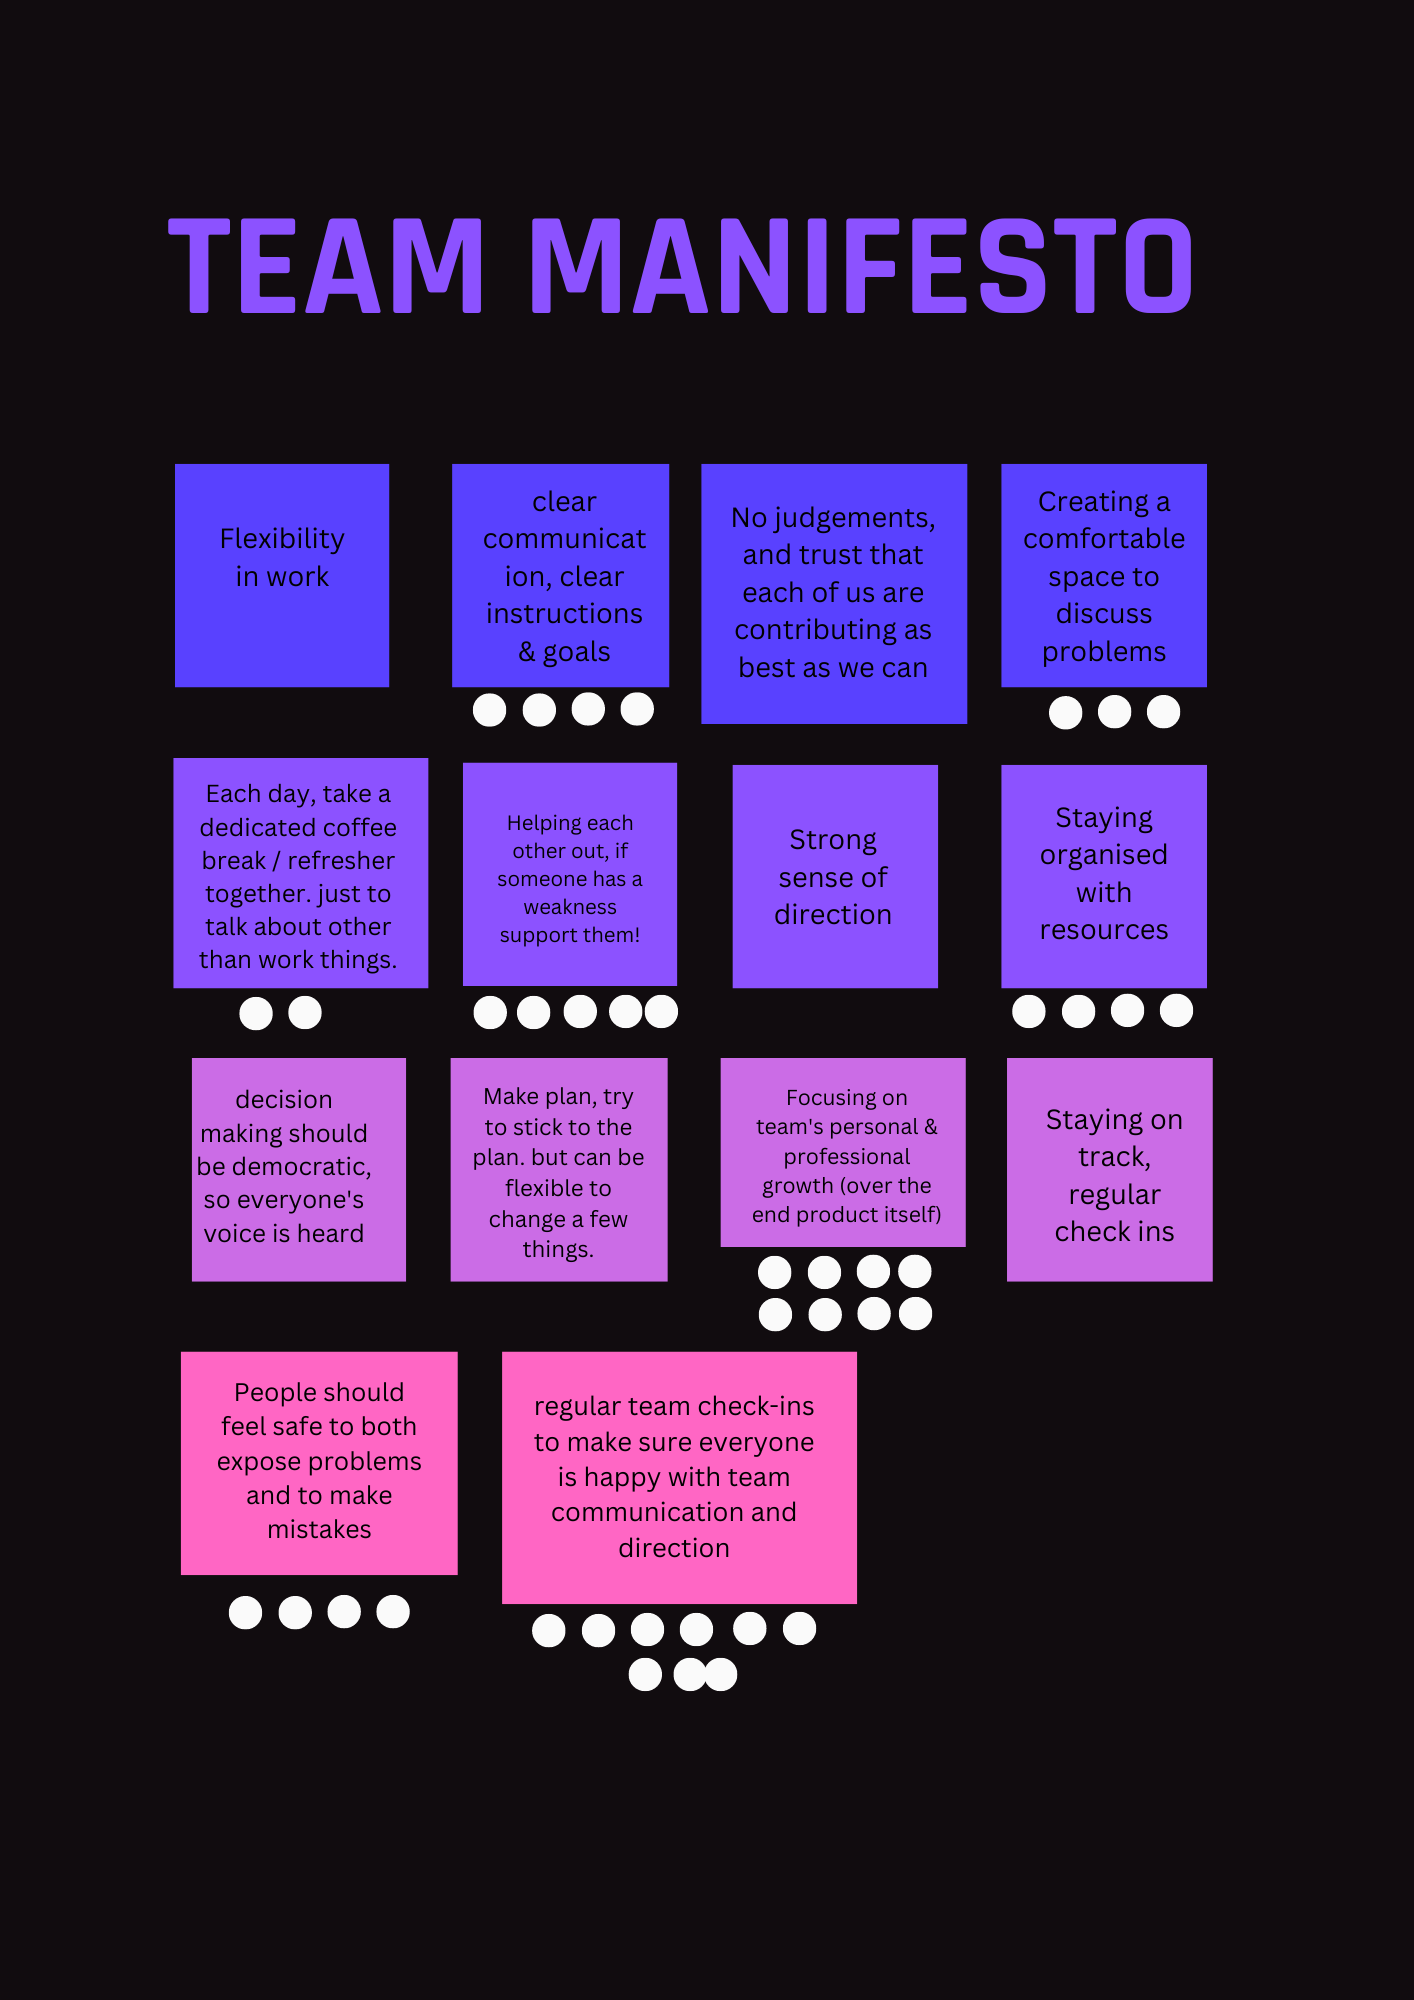 TEAM MANIFESTO
Flexibility
in work
clear
communicat
ion, clear
instructions
& goals
No judgements,
and trust that
each of us are
contributing as
best as we can
Creating a
comfortable
space to
discuss
problems
Each day, take a
dedicated coffee
break / refresher
together. just to
talk about other
than work things.
Helping each
other out, if
someone has a
weakness
support them!
Strong
sense of
direction
Staying
organised
with
resources
decision
making should
be democratic,
so everyone's
voice is heard
Make plan, try
to stick to the
plan. but can be
flexible to
change a few
things.
Focusing on
team's personal &
professional
growth (over the
end product itself)
Staying on
track,
regular
check ins
People should
feel safe to both
expose problems
and to make
mistakes
regular team check-ins
to make sure everyone
is happy with team
communication and
direction